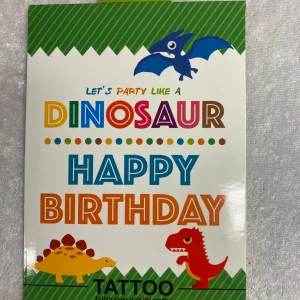 LET'S PARTY LIKE A
DINOSAUR
HAPPY
BIRTHDAY
TATTOO